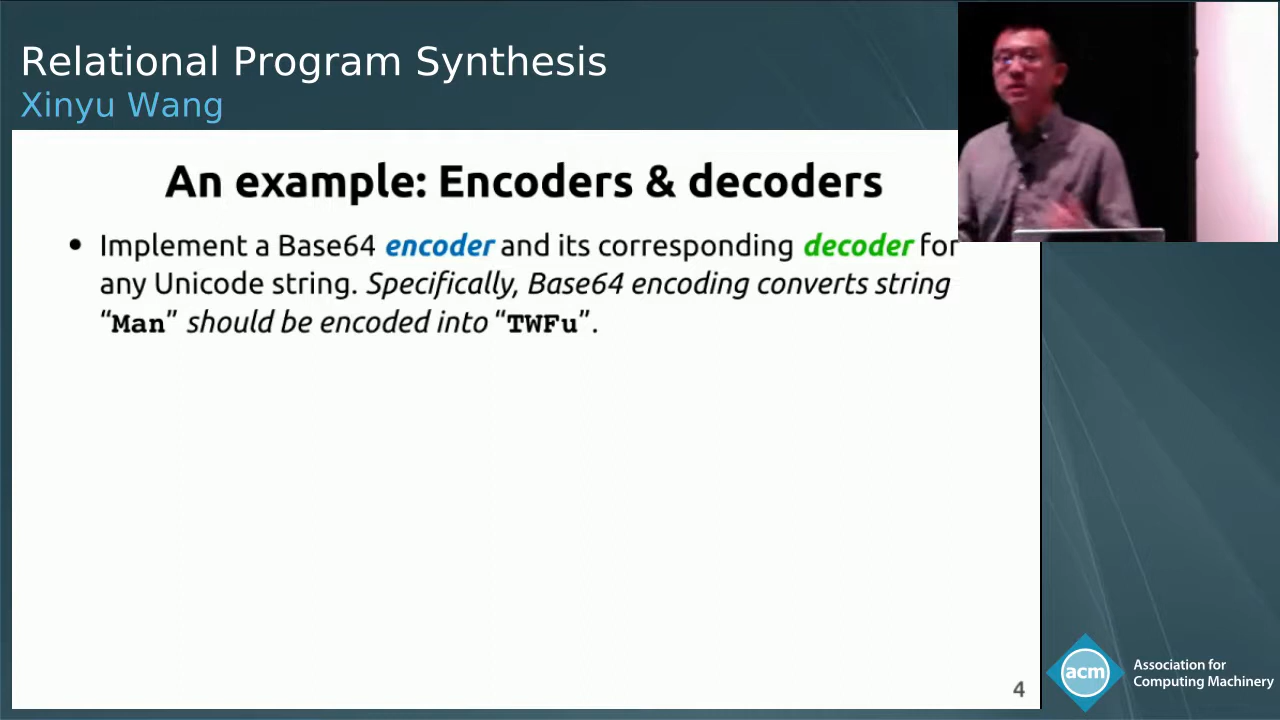 Relational Program Synthesis
Xinyu Wang
An example: Encoders & decoders
• Implement a Base64 encoder and its corresponding decoder for
any Unicode string. Specifically, Base64 encoding converts string
“Man” should be encoded into “TWFu”.
4
acm
Association for
Computing Machinery